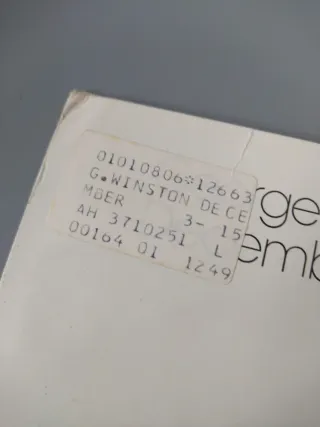 01010806*12663
G.WINSTON DECE
MBER 3- 15
AH 3710251 L
00164 01 1249
rge
emb